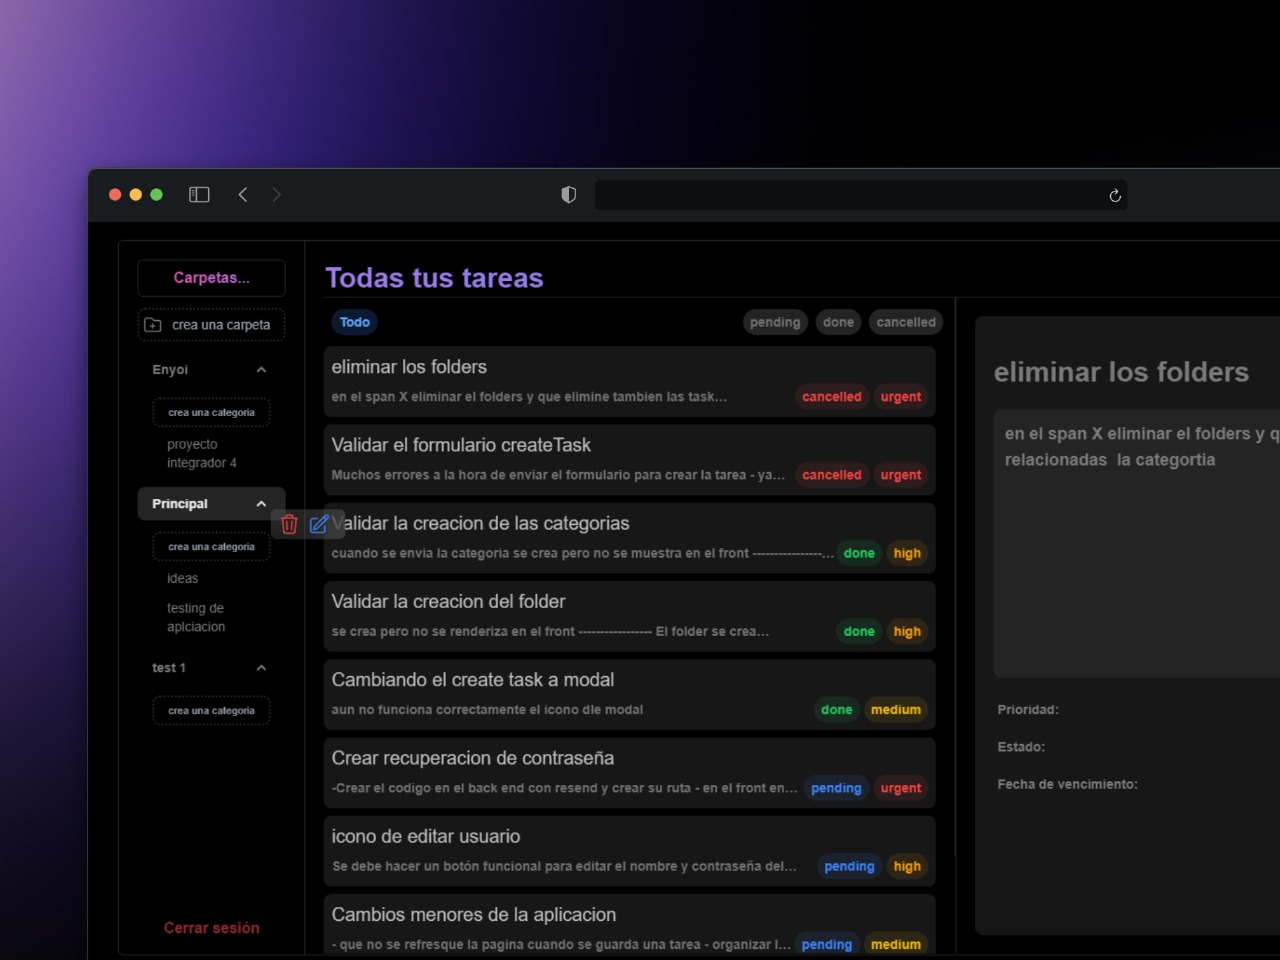 Carpetas...
crea una carpeta
Enyoi
crea una categoria
proyecto
integrador 4
Principal
crea una categoria
ideas
testing de
aplciacion
test 1
crea una categoria
Cerrar sesión
Todas tus tareas
Todo
pending done cancelled
eliminar los folders
en el span X eliminar el folders y que elimine tambien las task...
cancelled urgent
Validar el formulario createTask
Muchos errores a la hora de enviar el formulario para crear la tarea - ya...
cancelled urgent
Validar la creacion de las categorias
cuando se envia la categoria se crea pero no se muestra en el front ----------------...
done high
Validar la creacion del folder
se crea pero no se renderiza en el front ---------------- El folder se crea...
done high
Cambiando el create task a modal
aun no funciona correctamente el icono dle modal
done medium
Crear recuperacion de contraseña
-Crear el codigo en el back end con resend y crear su ruta - en el front en...
pending urgent
icono de editar usuario
Se debe hacer un botón funcional para editar el nombre y contraseña del...
pending high
Cambios menores de la aplicacion
- que no se refresque la pagina cuando se guarda una tarea - organizar l...
pending medium
eliminar los folders
en el span X eliminar el folders y q
relacionadas la categortia
Prioridad:
Estado:
Fecha de vencimiento: